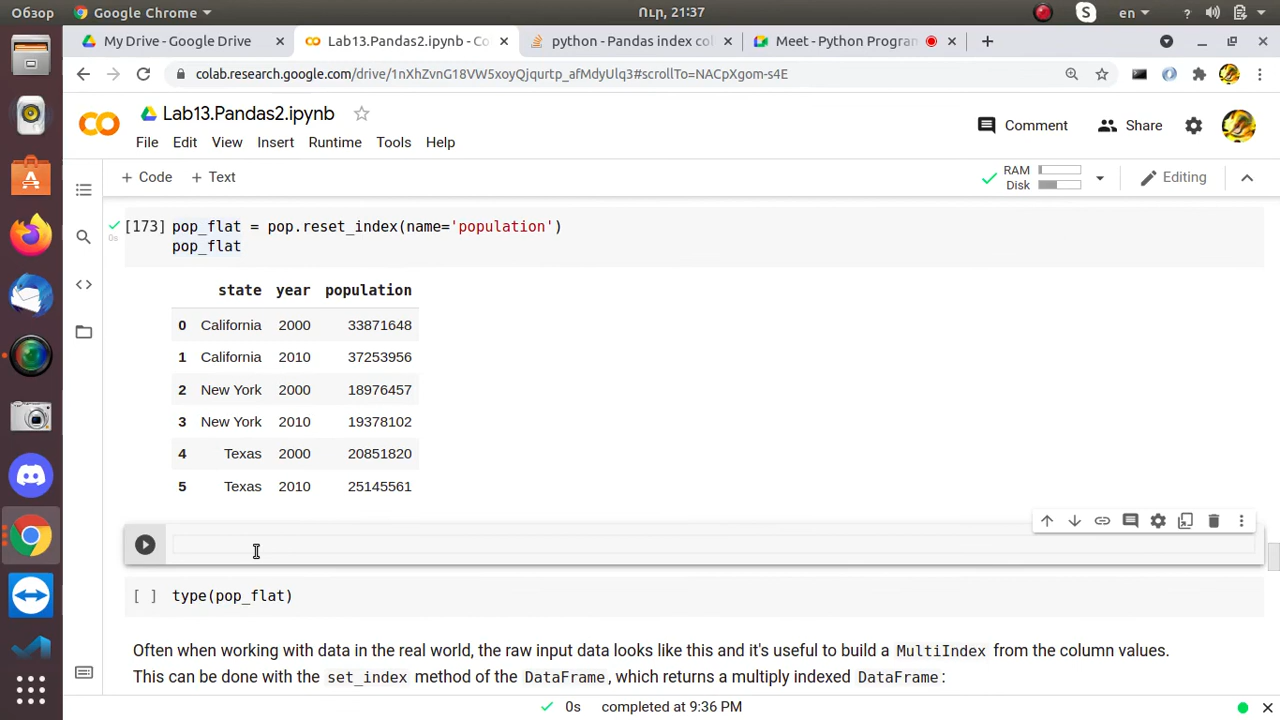 Обзор
Google Chrome
Ուր, 21:37
en
My Drive - Google Drive
Lab13.Pandas2.ipynb - Co
python - Pandas index col
Meet - Python Program
colab.research.google.com/drive/1nXhZvnG18VW5xoyQjqurtp_afMdyUlq3#scrollTo=NACpXgom-s4E
Lab13.Pandas2.ipynb
Comment
Share
File Edit View Insert Runtime Tools Help
+ Code + Text
RAM
Disk
Editing
[173] pop_flat = pop.reset_index(name='population')
pop_flat
0s
state year population
0 California 2000 33871648
1 California 2010 37253956
2 New York 2000 18976457
3 New York 2010 19378102
4 Texas 2000 20851820
5 Texas 2010 25145561
[ ] type(pop_flat)
Often when working with data in the real world, the raw input data looks like this and it's useful to build a MultiIndex from the column values.
This can be done with the set_index method of the DataFrame, which returns a multiply indexed DataFrame:
0s completed at 9:36 PM